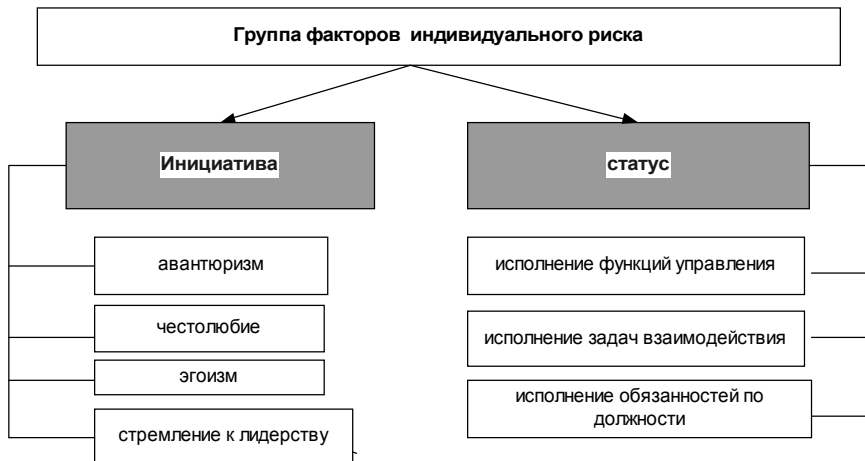 Группа факторов индивидуального риска
Инициатива
статус
авантюризм
исполнение функций управления
честолюбие
исполнение задач взаимодействия
эгоизм
исполнение обязанностей по
должности
стремление к лидерству